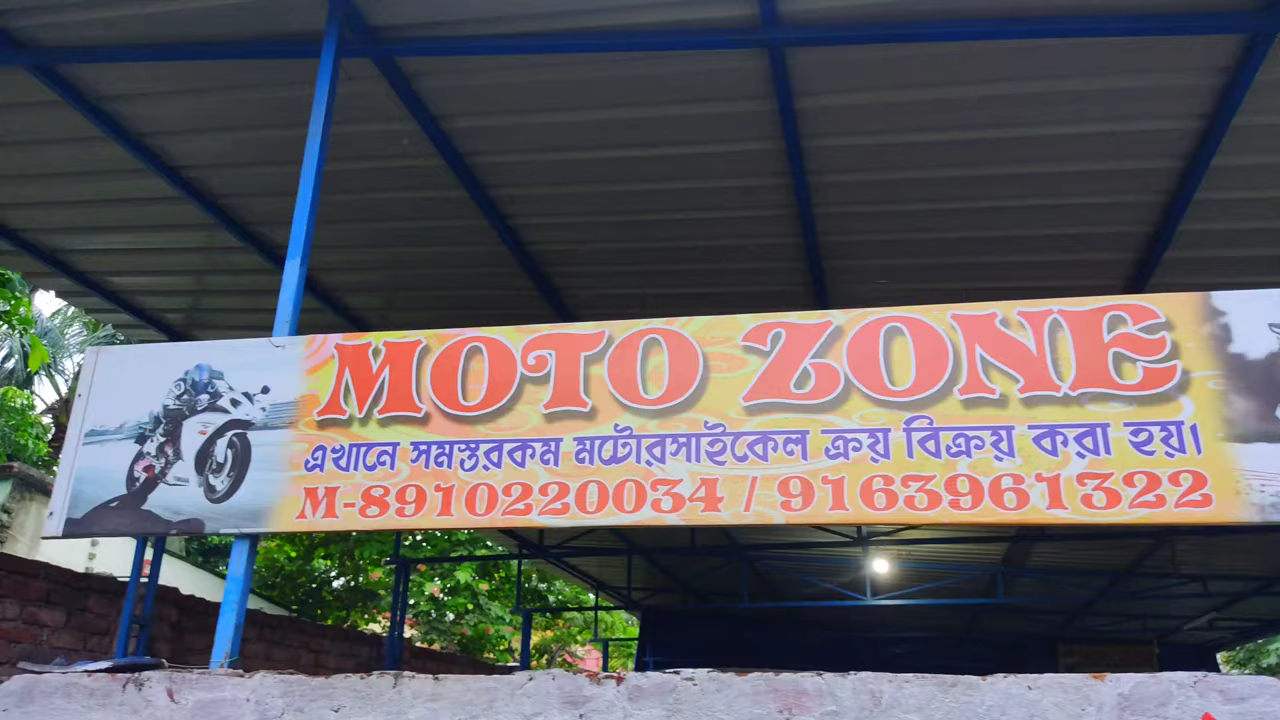 MOTO ZONE
এখানে সমস্তরকম মটোরসাইকেল ক্রয় বিক্রয় করা হয়।
M-8910220034 / 9163961322